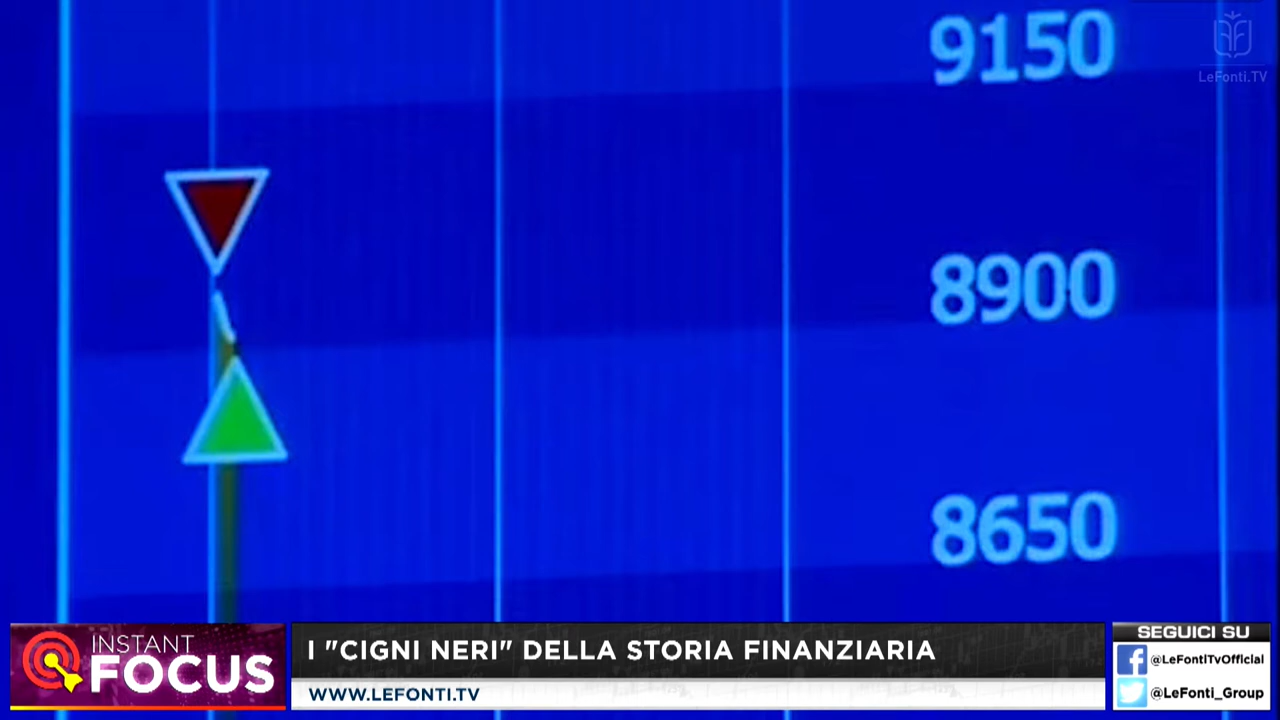 9150
LeFonti.TV
8900
8650
INSTANT
FOCUS
I "CIGNI NERI" DELLA STORIA FINANZIARIA
WWW.LEFONTI.TV
SEGUICI SU
@LeFontiTvOfficial
@LeFonti_Group